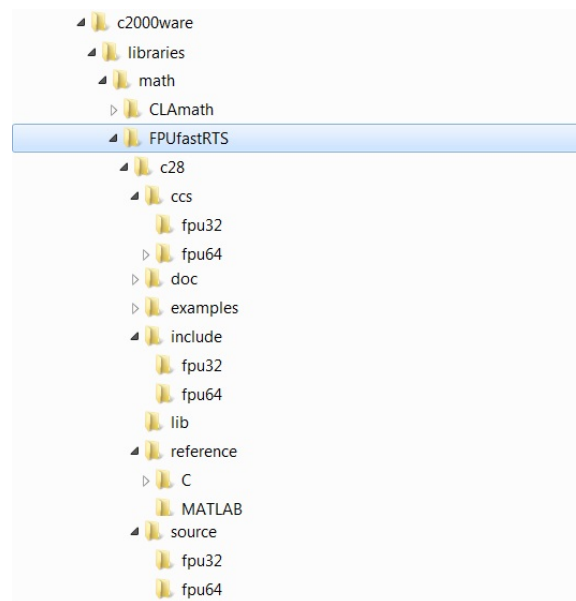 c2000ware
libraries
math
CLAmath
FPUfastRTS
c28
ccs
fpu32
fpu64
doc
examples
include
fpu32
fpu64
lib
reference
C
MATLAB
source
fpu32
fpu64